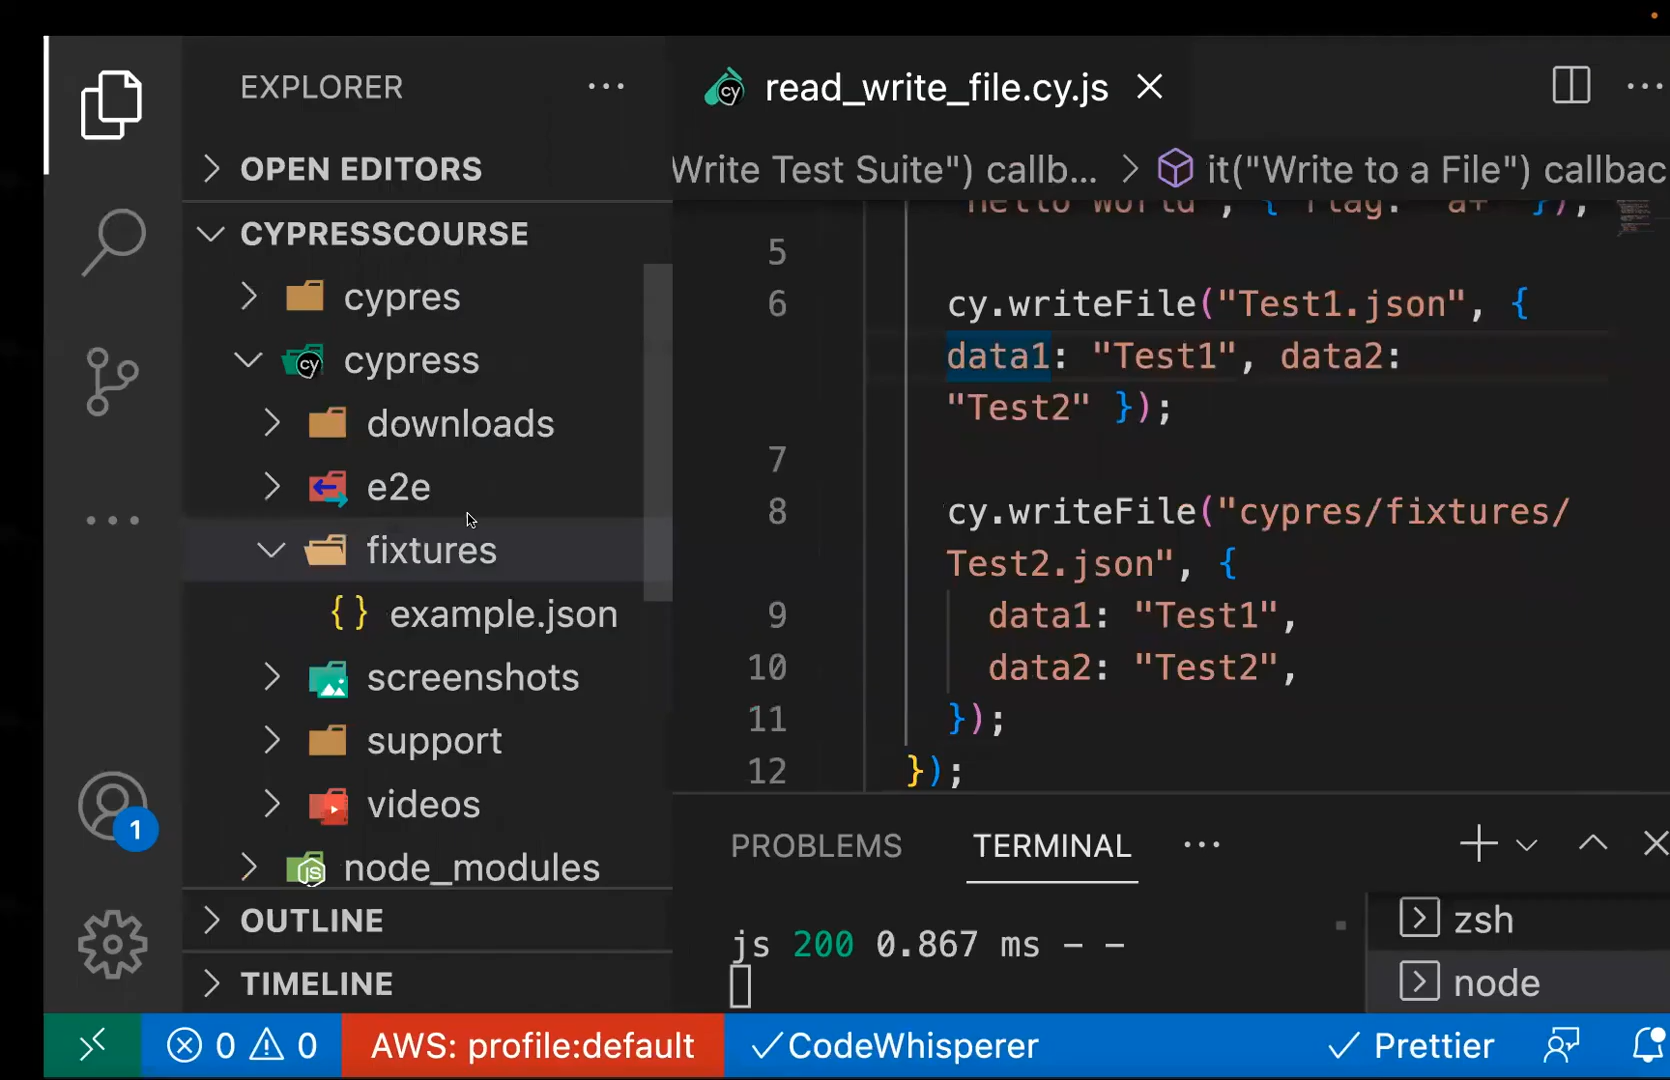 EXPLORER
read_write_file.cy.js
OPEN EDITORS
Write Test Suite") callb... > it("Write to a File") callbac
CYPRESSCOURSE
"hello world", { flag: "a+" });
cypres
cypress
downloads
e2e
fixtures
example.json
screenshots
support
videos
node_modules
OUTLINE
TIMELINE
5
6 cy.writeFile("Test1.json", {
data1: "Test1", data2:
"Test2" });
7
8 cy.writeFile("cypres/fixtures/
Test2.json", {
9 data1: "Test1",
10 data2: "Test2",
11 });
12 });
PROBLEMS TERMINAL
js 200 0.867 ms - -
zsh
node
1
0 0 AWS: profile:default CodeWhisperer Prettier